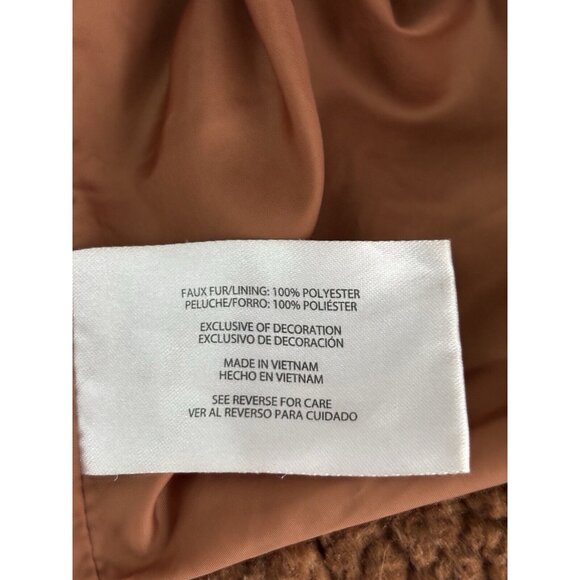 FAUX FUR/LINING: 100% POLYESTER
PELUCHE/FORRO: 100% POLIÉSTER
EXCLUSIVE OF DECORATION
EXCLUSIVO DE DECORACIÓN
MADE IN VIETNAM
HECHO EN VIETNAM
SEE REVERSE FOR CARE
VER AL REVERSO PARA CUIDADO